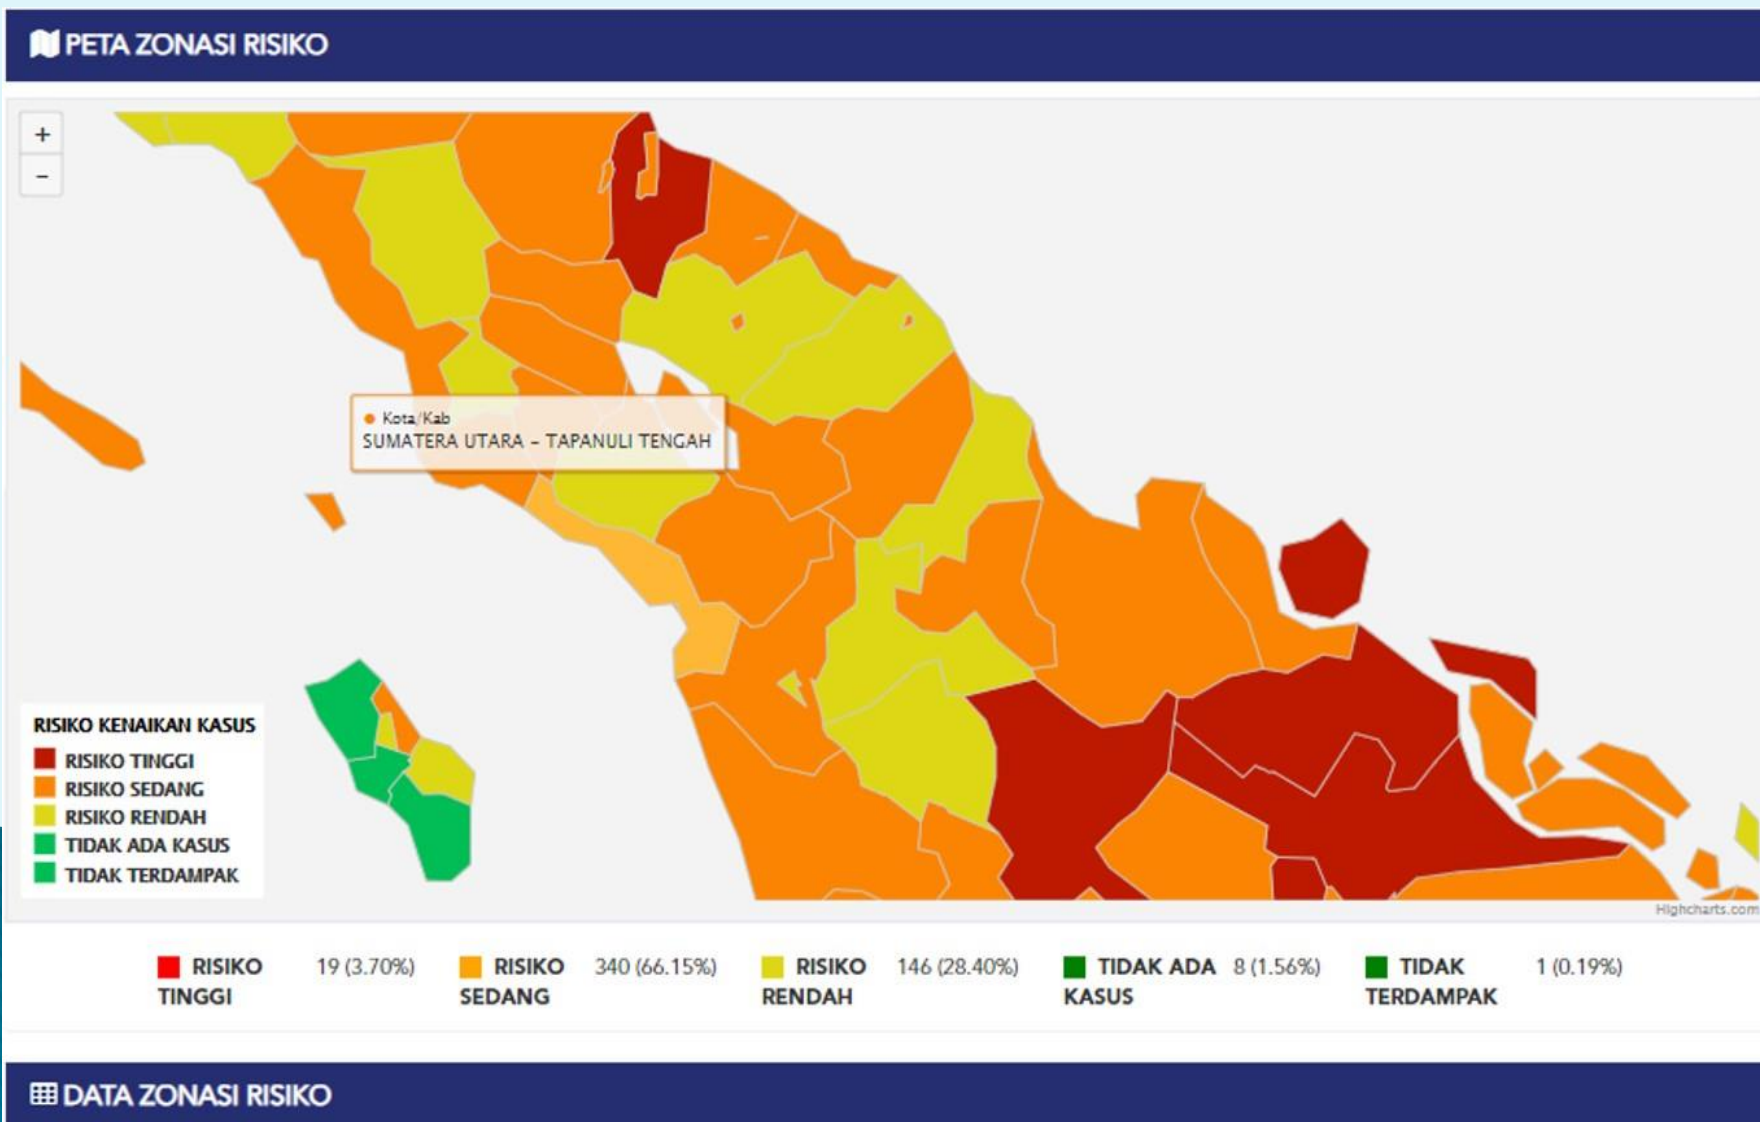 PETA ZONASI RISIKO
+
−
Kota/Kab
SUMATERA UTARA – TAPANULI TENGAH
RISIKO KENAIKAN KASUS
RISIKO TINGGI
RISIKO SEDANG
RISIKO RENDAH
TIDAK ADA KASUS
TIDAK TERDAMPAK
Highcharts.com
RISIKO TINGGI 19 (3.70%)
RISIKO SEDANG 340 (66.15%)
RISIKO RENDAH 146 (28.40%)
TIDAK ADA KASUS 8 (1.56%)
TIDAK TERDAMPAK 1 (0.19%)
DATA ZONASI RISIKO